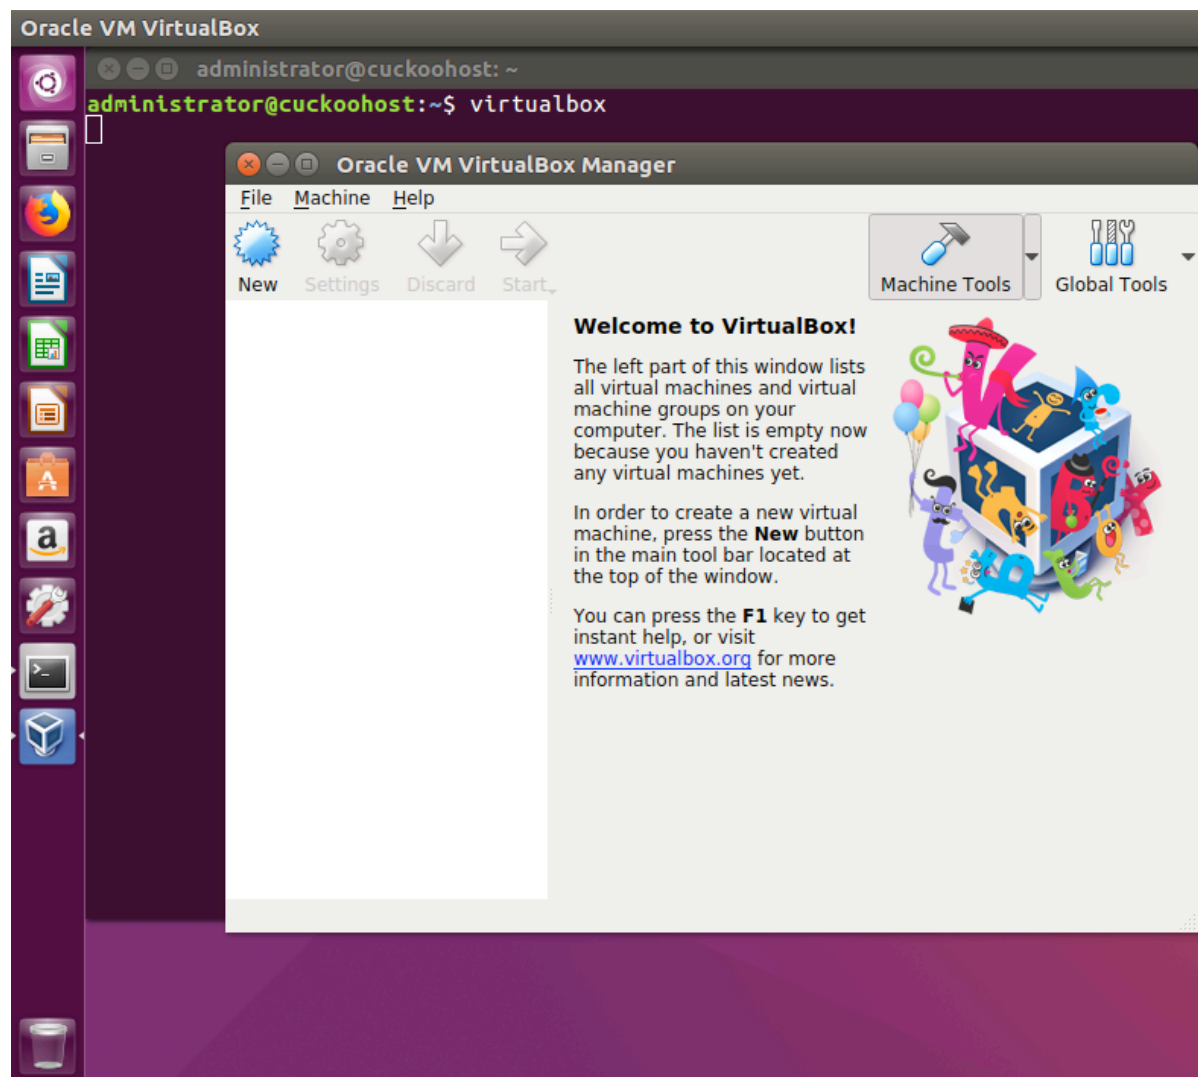 Oracle VM VirtualBox
administrator@cuckoohost: ~
administrator@cuckoohost:~$ virtualbox
Oracle VM VirtualBox Manager
File Machine Help
New Settings Discard Start Machine Tools Global Tools
Welcome to VirtualBox!
The left part of this window lists
all virtual machines and virtual
machine groups on your
computer. The list is empty now
because you haven't created
any virtual machines yet.
In order to create a new virtual
machine, press the New button
in the main tool bar located at
the top of the window.
You can press the F1 key to get
instant help, or visit
www.virtualbox.org for more
information and latest news.